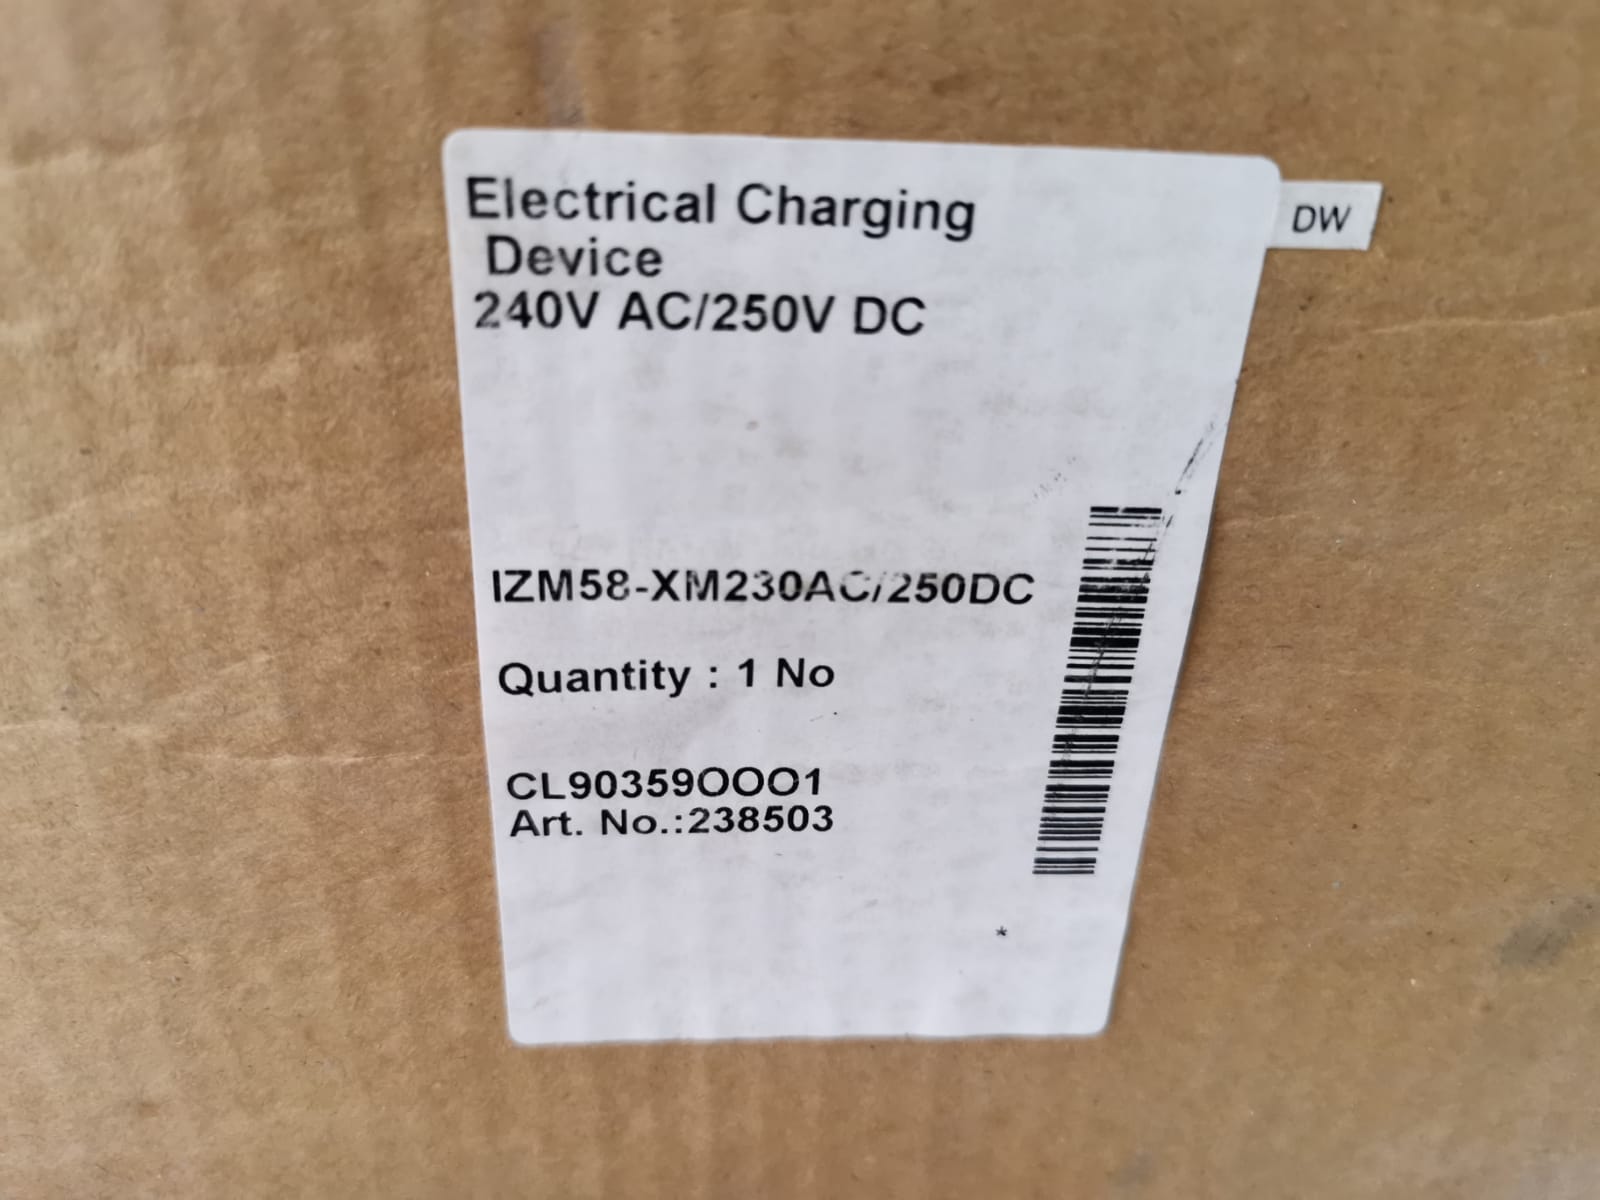 Electrical Charging
Device
240V AC/250V DC
DW
IZM58-XM230AC/250DC
Quantity : 1 No
CL90359OOO1
Art. No.:238503
*